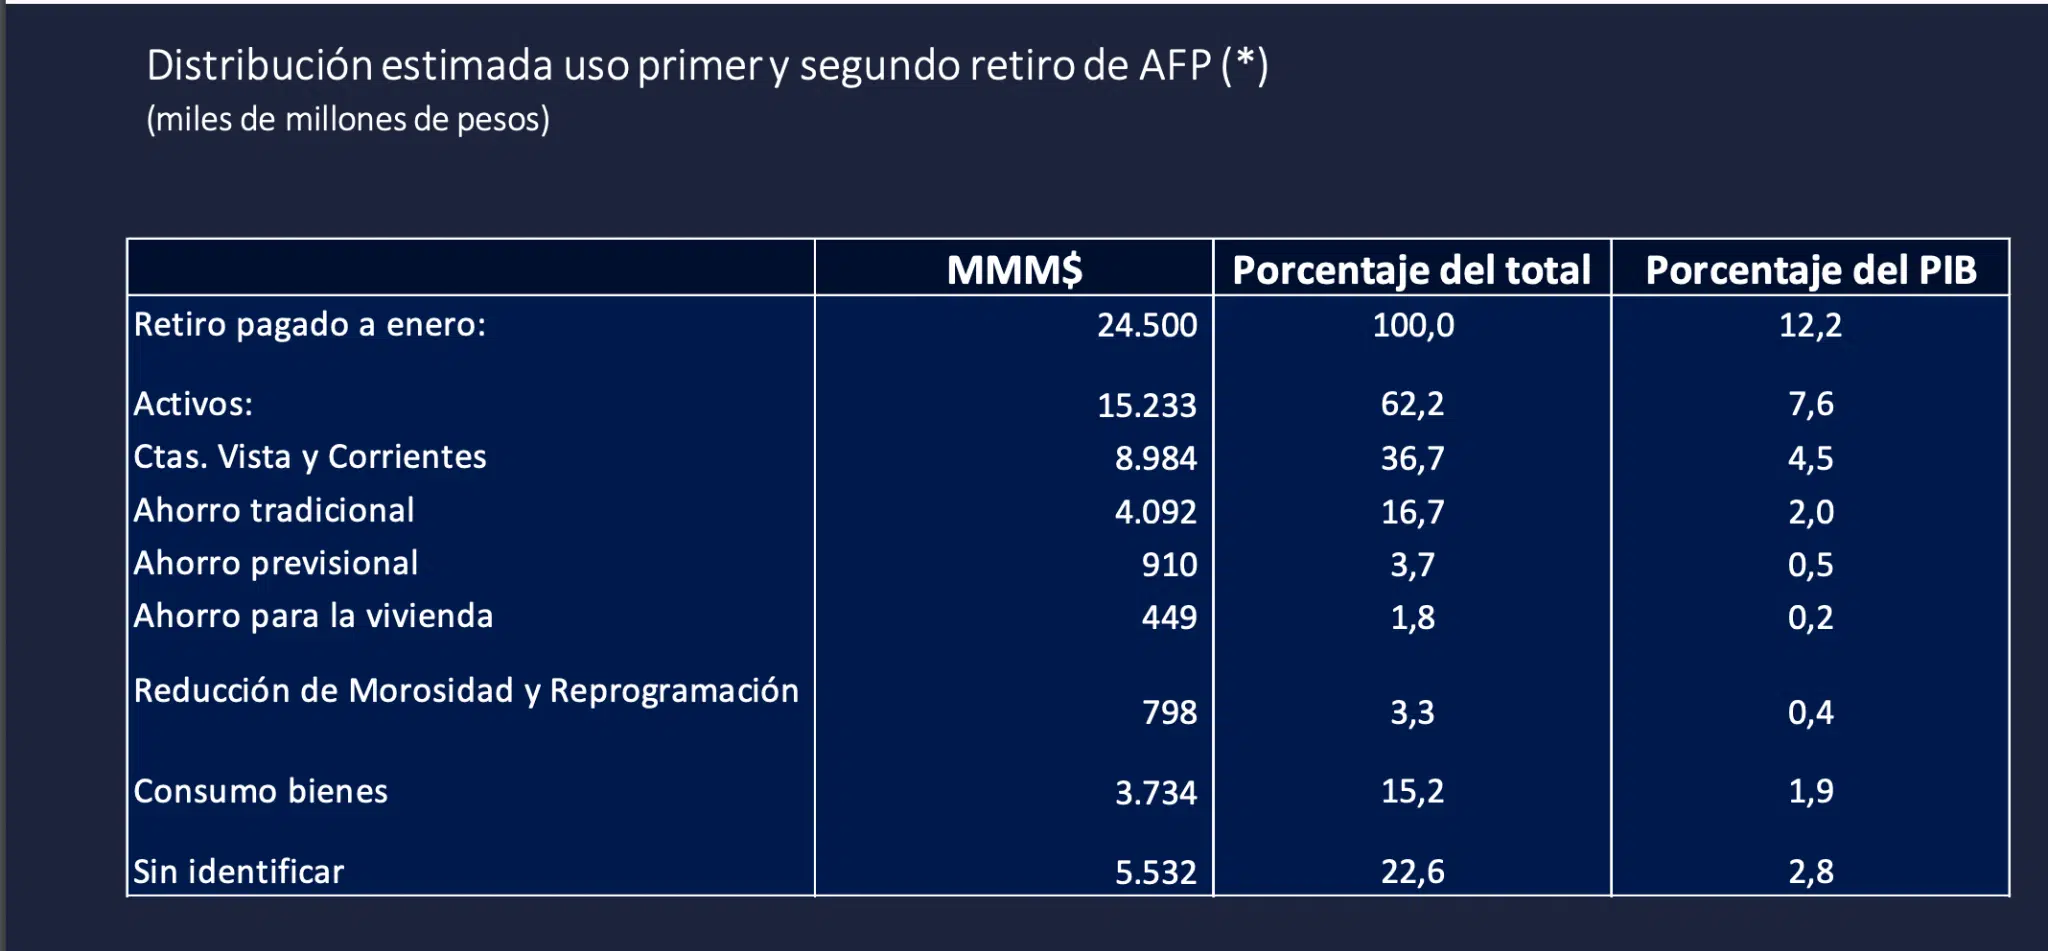 Distribución estimada uso primer y segundo retiro de AFP (*)
(miles de millones de pesos)
MMM$ Porcentaje del total Porcentaje del PIB
Retiro pagado a enero: 24.500 100,0 12,2
Activos: 15.233 62,2 7,6
Ctas. Vista y Corrientes 8.984 36,7 4,5
Ahorro tradicional 4.092 16,7 2,0
Ahorro previsional 910 3,7 0,5
Ahorro para la vivienda 449 1,8 0,2
Reducción de Morosidad y Reprogramación 798 3,3 0,4
Consumo bienes 3.734 15,2 1,9
Sin identificar 5.532 22,6 2,8